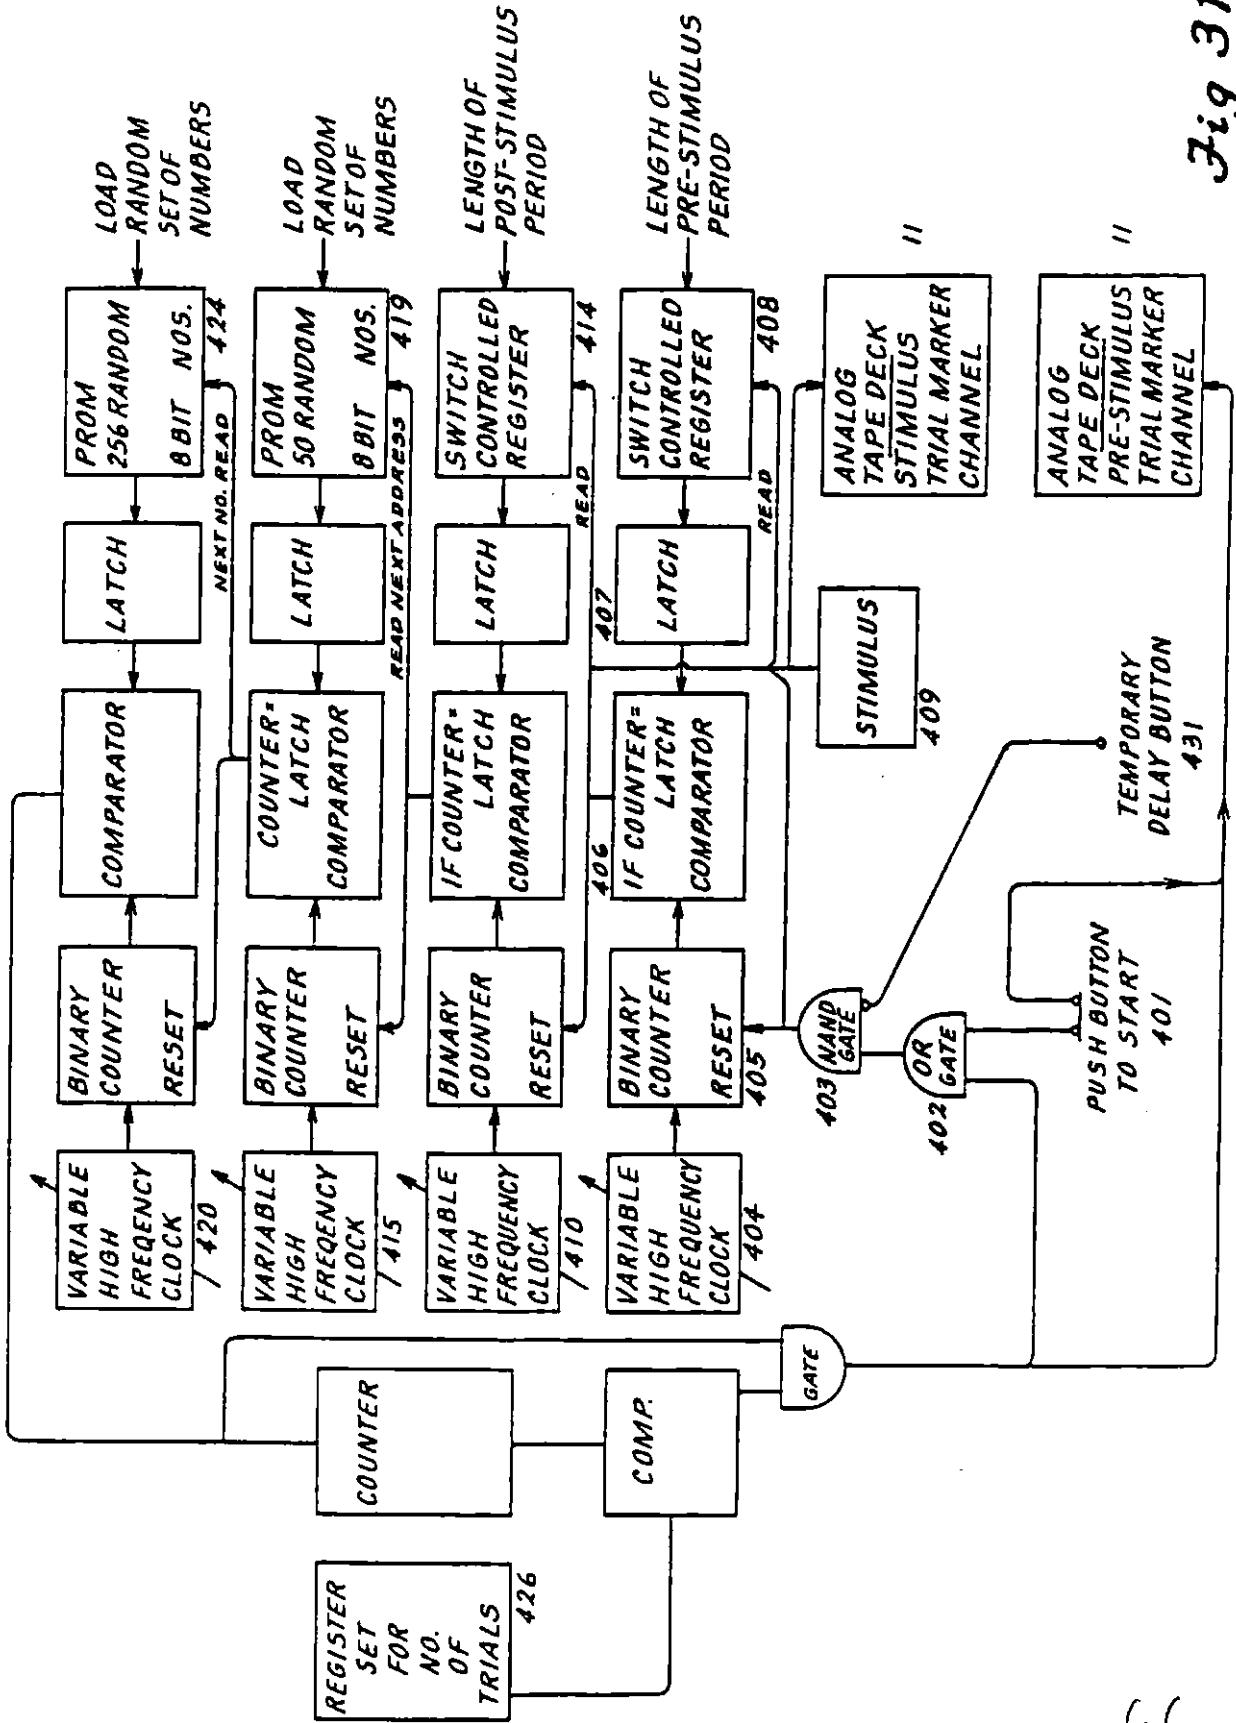 LOAD
RANDOM
SET OF
NUMBERS
PROM
256 RANDOM
8 BIT NOS.
424
LATCH
NEXT NO. READ
COMPARATOR
BINARY
COUNTER
RESET
VARIABLE
HIGH
FREQENCY
CLOCK
420
LOAD
RANDOM
SET OF
NUMBERS
PROM
50 RANDOM
8 BIT NOS.
419
LATCH
READ NEXT ADDRESS
COUNTER=
LATCH
COMPARATOR
BINARY
COUNTER
RESET
VARIABLE
HIGH
FREQENCY
CLOCK
415
LENGTH OF
POST-STIMULUS
PERIOD
SWITCH
CONTROLLED
REGISTER
414
LATCH
READ
407
IF COUNTER=
LATCH
COMPARATOR
406
BINARY
COUNTER
RESET
VARIABLE
HIGH
FREQUENCY
CLOCK
410
LENGTH OF
PRE-STIMULUS
PERIOD
SWITCH
CONTROLLED
REGISTER
408
LATCH
READ
IF COUNTER=
LATCH
COMPARATOR
BINARY
COUNTER
RESET
405
VARIABLE
HIGH
FREQUENCY
CLOCK
404
ANALOG
TAPE DECK
STIMULUS
TRIAL MARKER
CHANNEL
11
STIMULUS
409
NAND
GATE
403
OR
GATE
402
ANALOG
TAPE DECK
PRE-STIMULUS
TRIAL MARKER
CHANNEL
11
TEMPORARY
DELAY BUTTON
431
PUSH BUTTON
TO START
401
GATE
COUNTER
COMP.
REGISTER
SET
FOR
NO.
OF
TRIALS
426
Fig 31